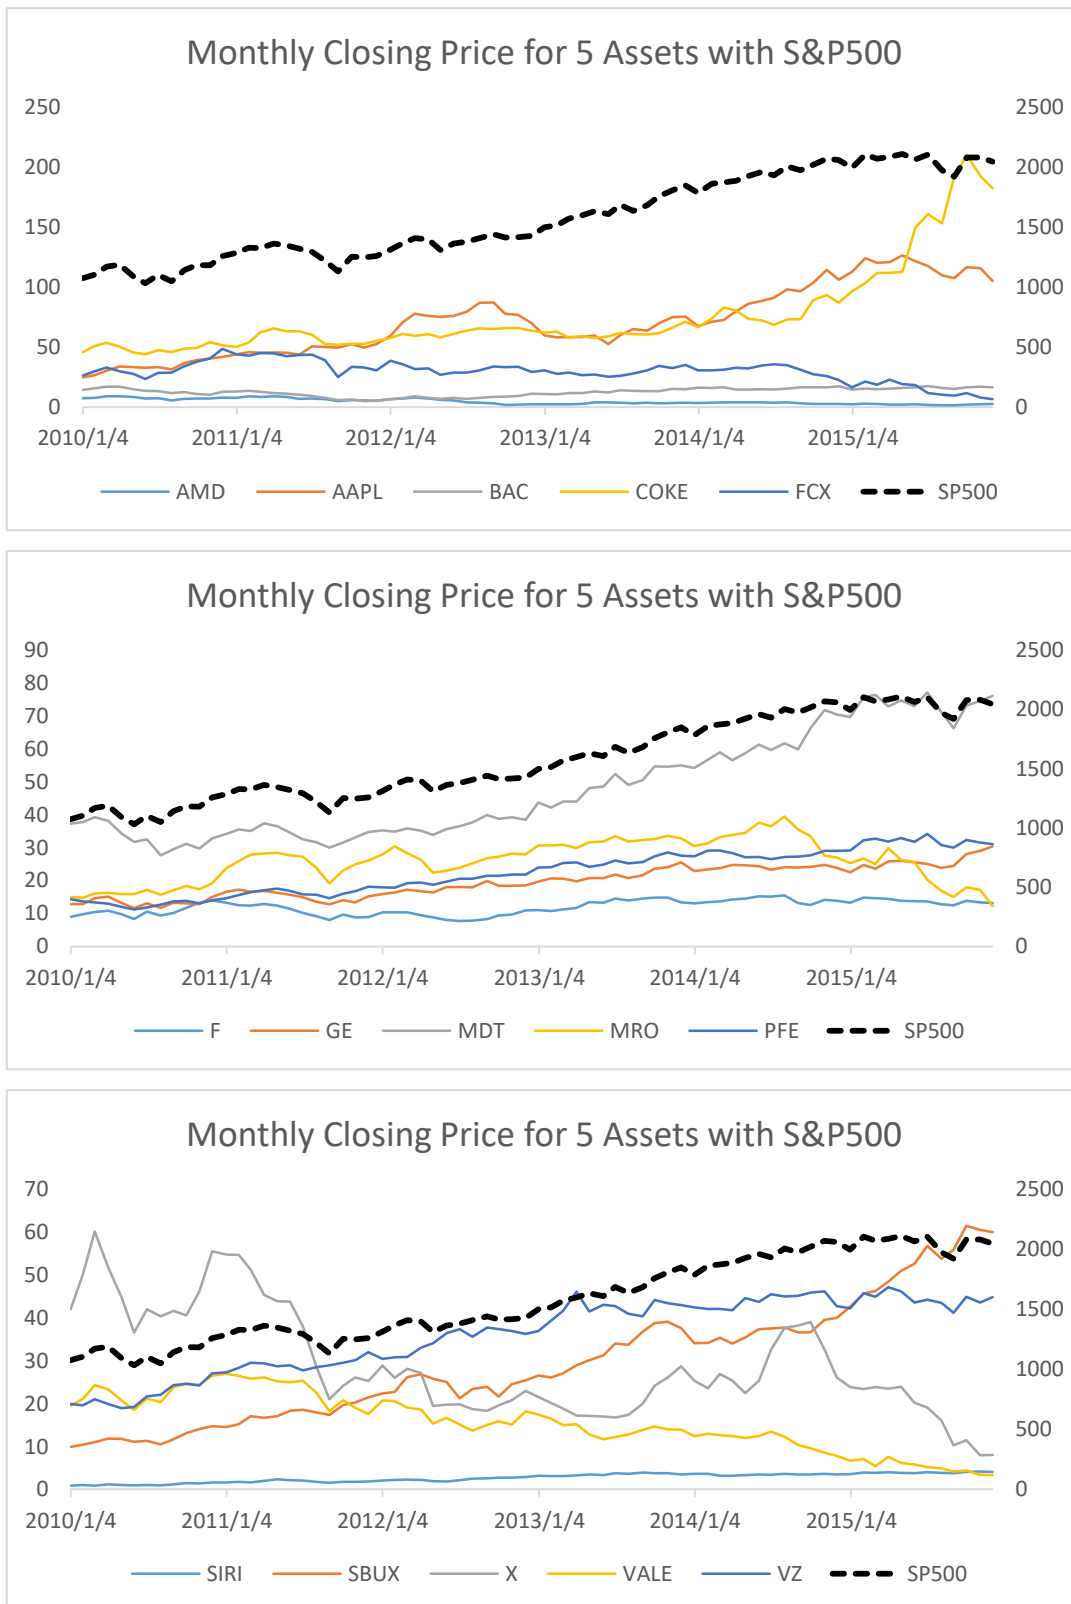 Monthly Closing Price for 5 Assets with S&P500
250 2500
200 2000
150 1500
100 1000
50 500
0 0
2010/1/4 2011/1/4 2012/1/4 2013/1/4 2014/1/4 2015/1/4
AMD AAPL BAC COKE FCX SP500
Monthly Closing Price for 5 Assets with S&P500
90 2500
80
70 2000
60
50 1500
40 1000
30
20 500
10
0 0
2010/1/4 2011/1/4 2012/1/4 2013/1/4 2014/1/4 2015/1/4
F GE MDT MRO PFE SP500
Monthly Closing Price for 5 Assets with S&P500
70 2500
60 2000
50
40 1500
30 1000
20
10 500
0 0
2010/1/4 2011/1/4 2012/1/4 2013/1/4 2014/1/4 2015/1/4
SIRI SBUX X VALE VZ SP500